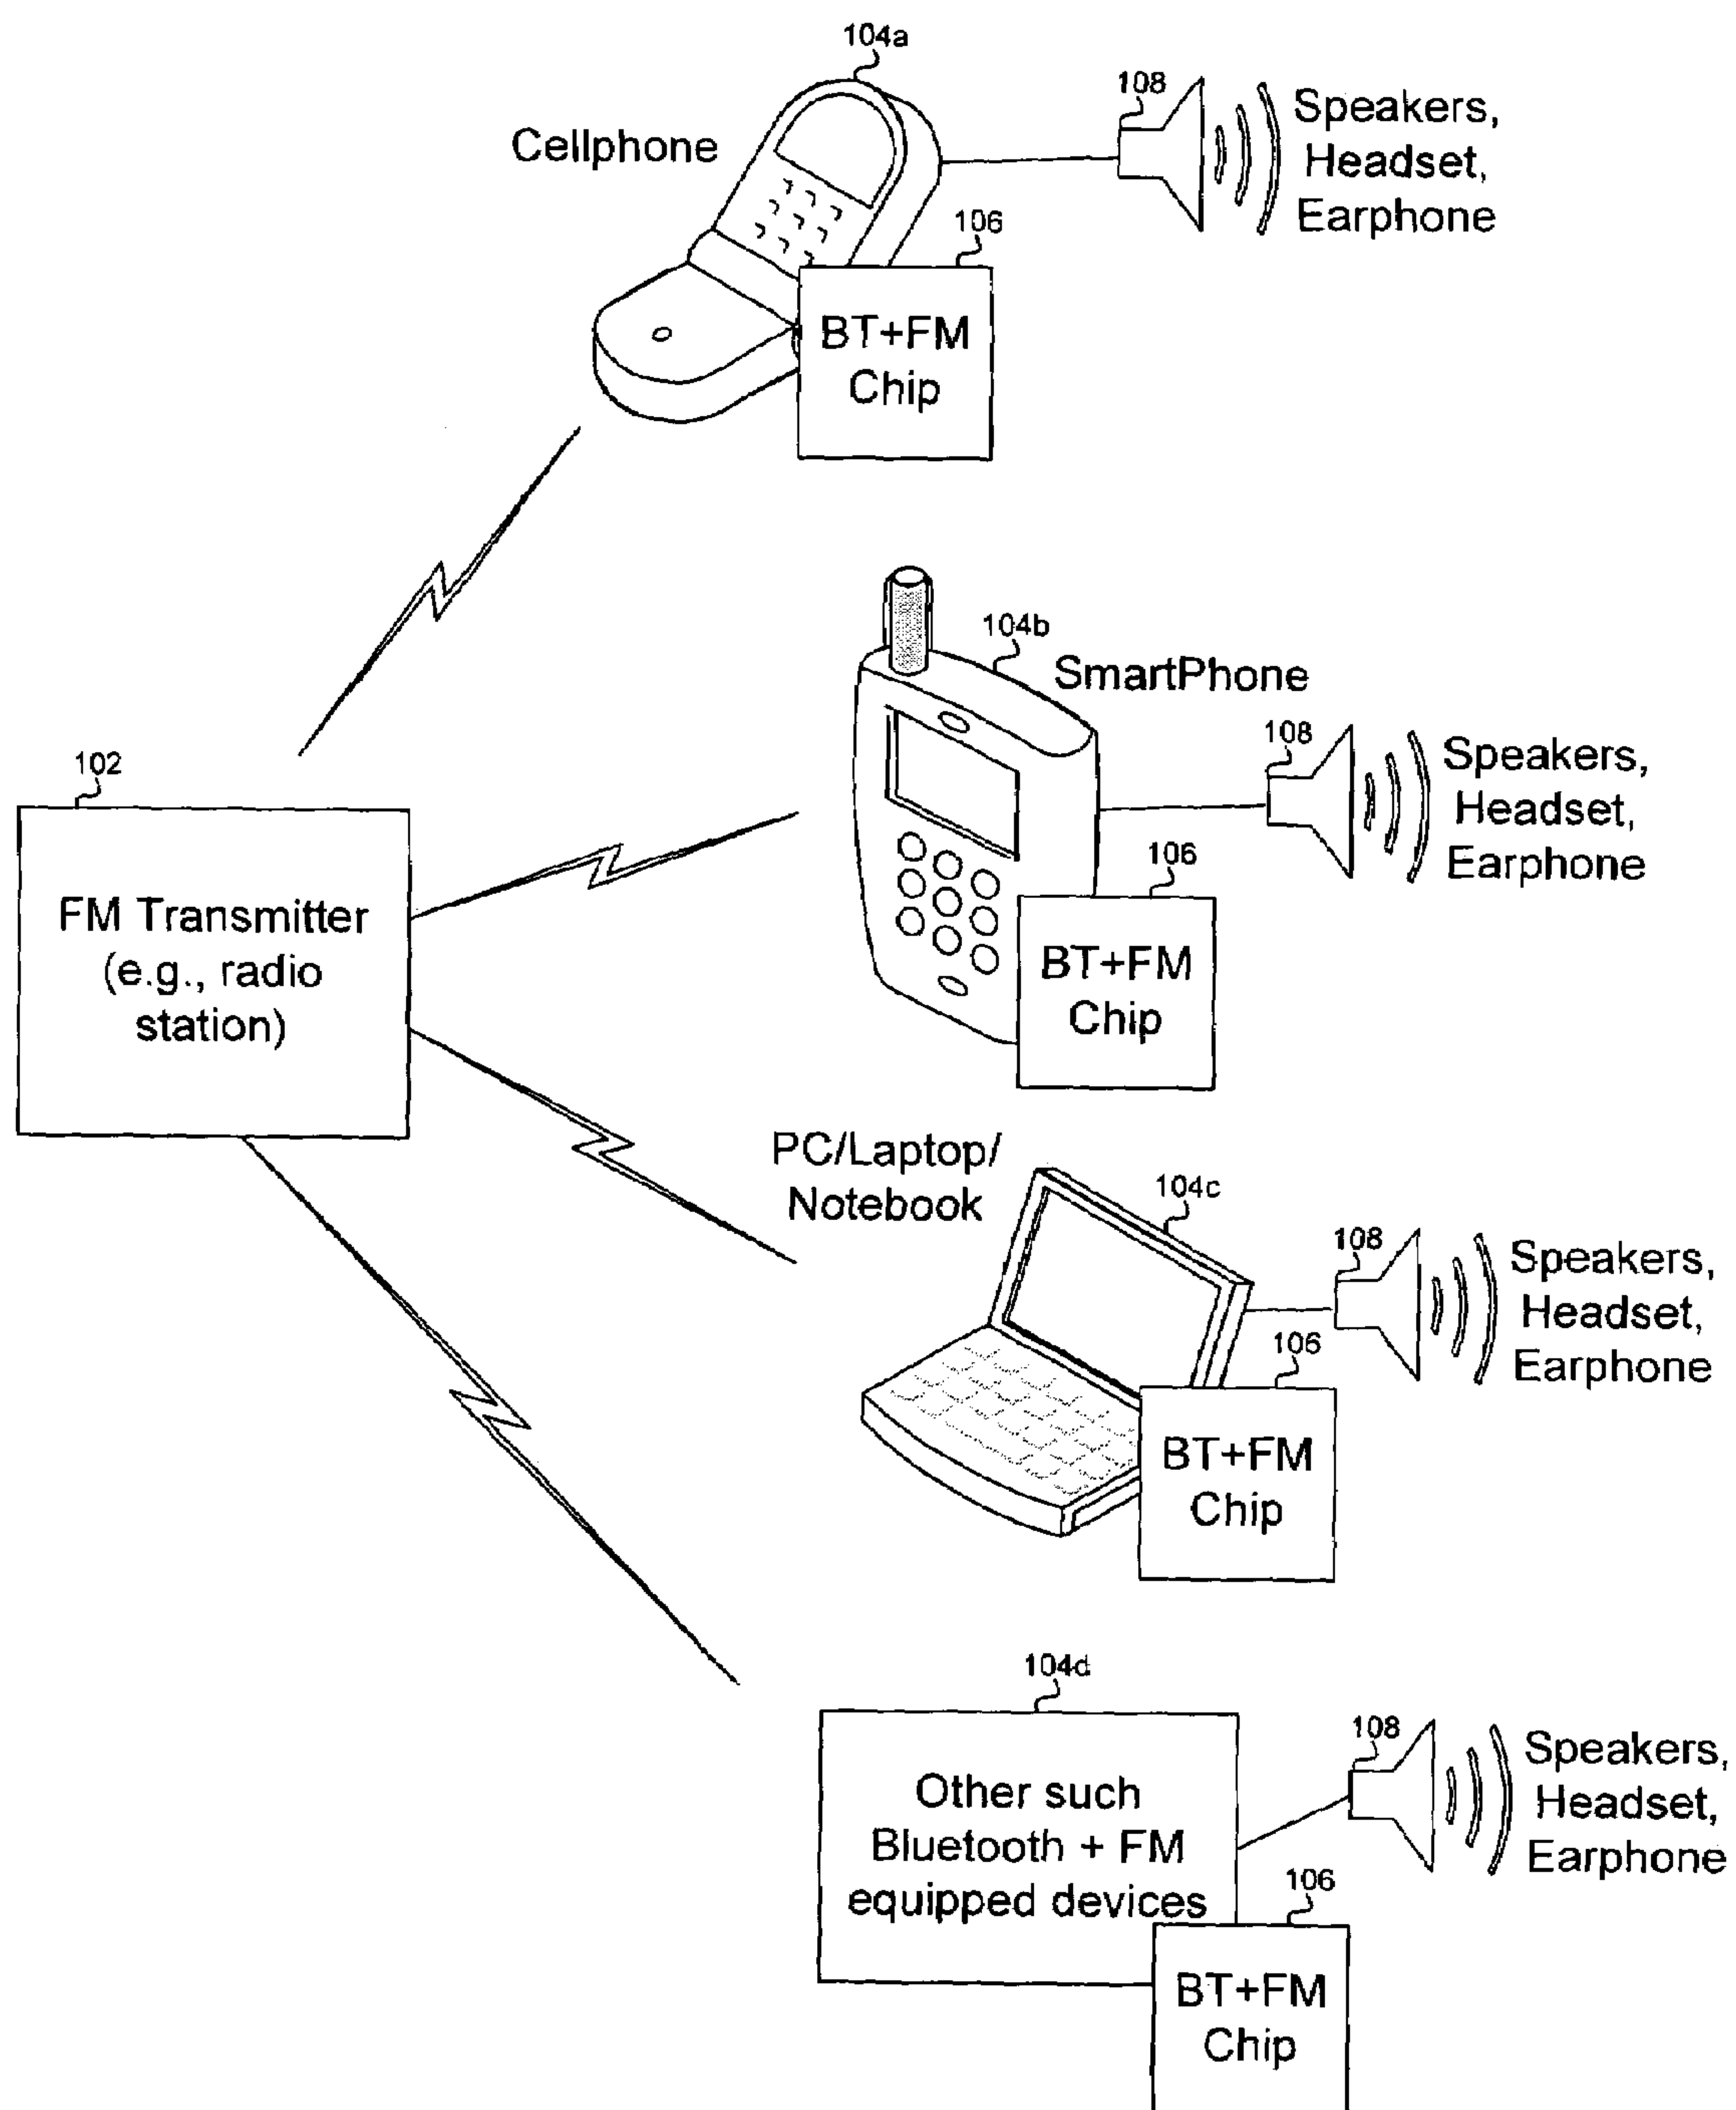 104a
Cellphone
108
Speakers,
Headset,
Earphone
106
BT+FM
Chip
104b
SmartPhone
108
Speakers,
Headset,
Earphone
106
BT+FM
Chip
102
FM Transmitter
(e.g., radio
station)
PC/Laptop/
Notebook
104c
108
Speakers,
Headset,
Earphone
106
BT+FM
Chip
104d
Other such
Bluetooth + FM
equipped devices
108
Speakers,
Headset,
Earphone
106
BT+FM
Chip